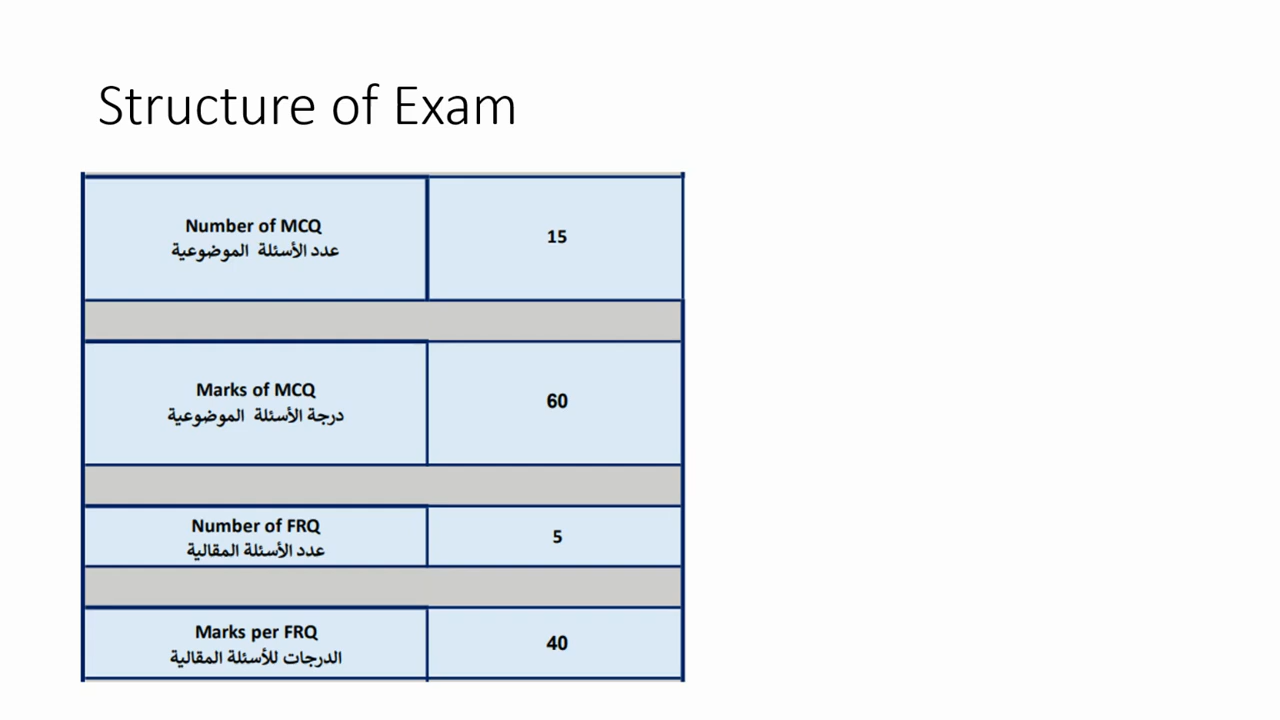 Structure of Exam
Number of MCQ
عدد الأسئلة الموضوعية
15
Marks of MCQ
درجة الأسئلة الموضوعية
60
Number of FRQ
عدد الأسئلة المقالية
5
Marks per FRQ
الدرجات للأسئلة المقالية
40